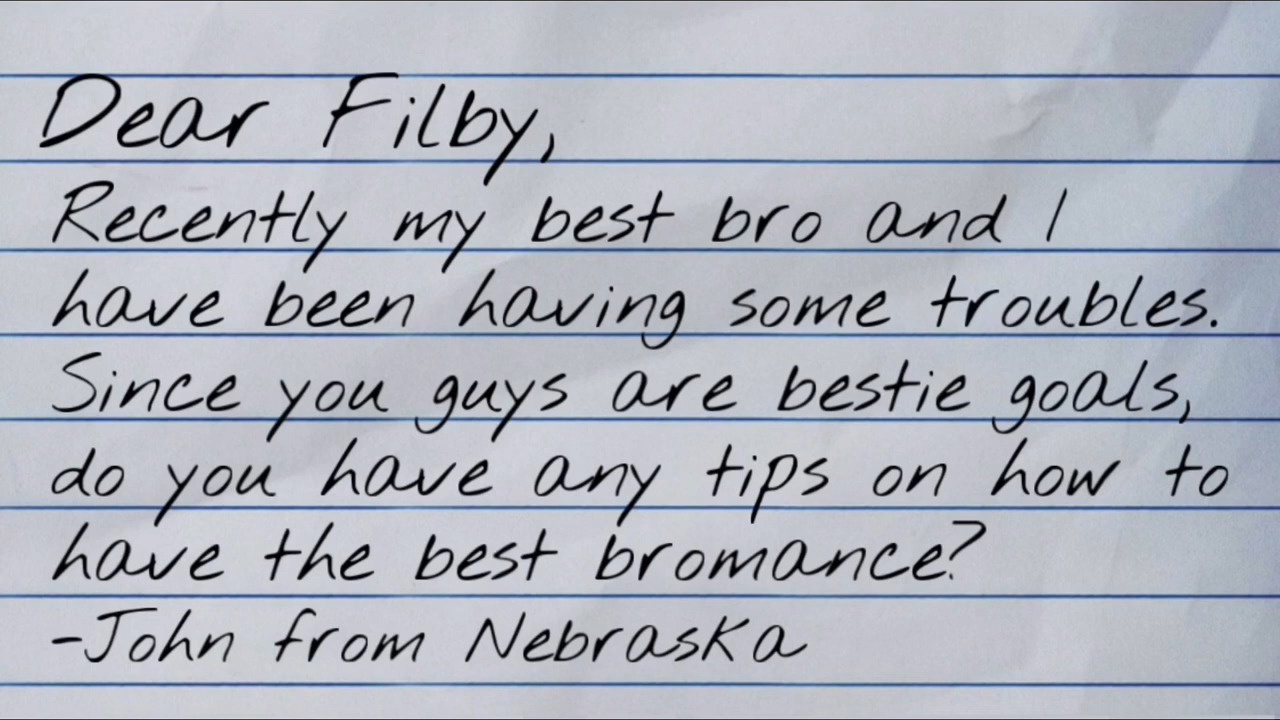 Dear Filby,
Recently my best bro and I
have been having some troubles.
Since you guys are bestie goals,
do you have any tips on how to
have the best bromance?
-John from Nebraska